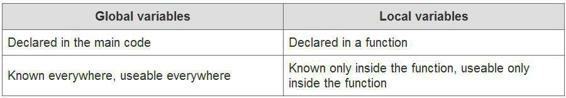 Global variables
Local variables
Declared in the main code
Declared in a function
Known everywhere, useable everywhere
Known only inside the function, useable only
inside the function